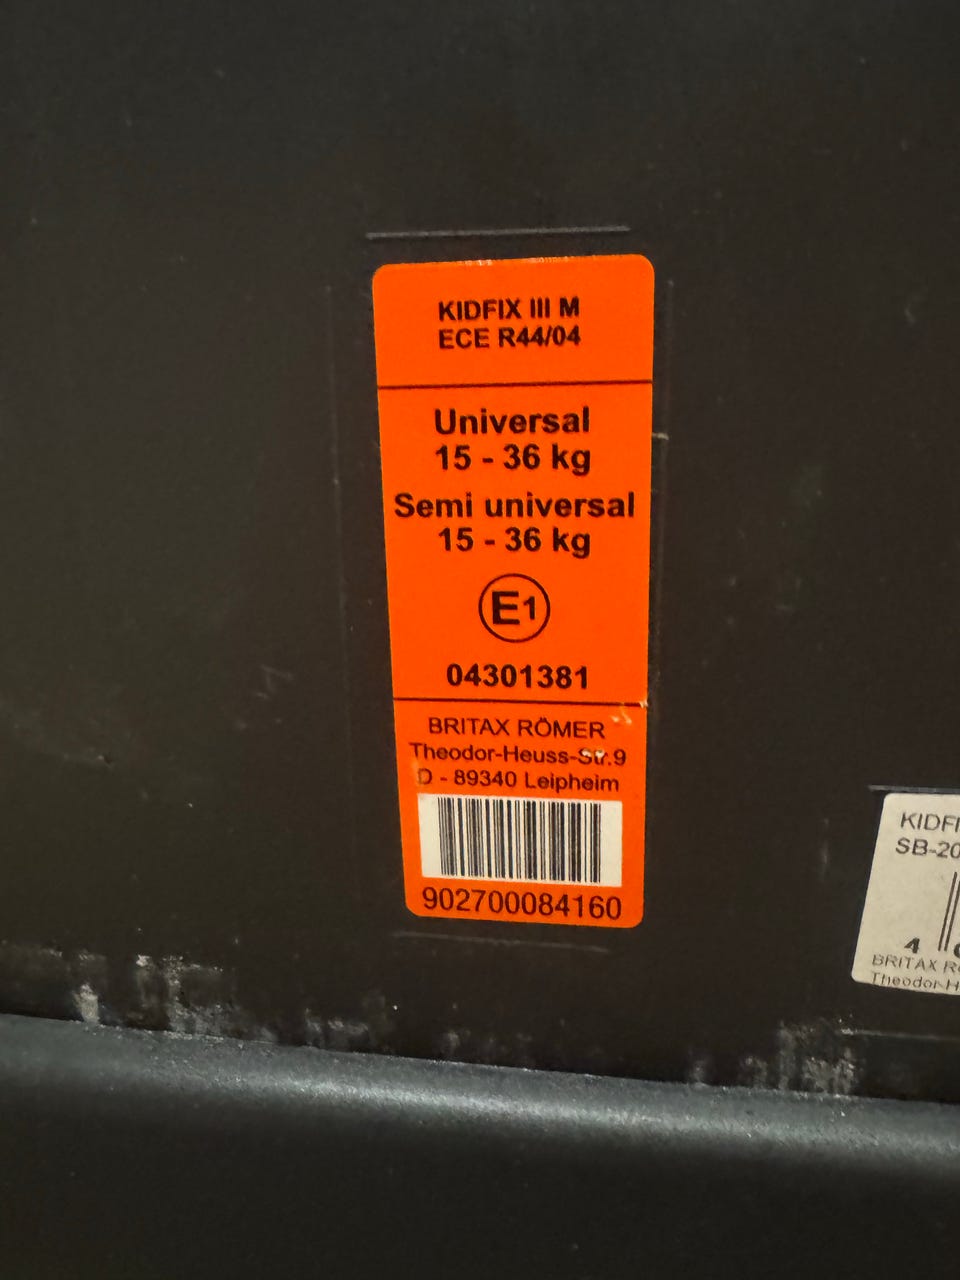 KIDFIX III M
ECE R44/04
Universal
15 - 36 kg
Semi universal
15 - 36 kg
E1
04301381
BRITAX RÖMER
Theodor-Heuss-Str.9
D - 89340 Leipheim
902700084160
KIDFI
SB-20
4
BRITAX R
Theodor-H